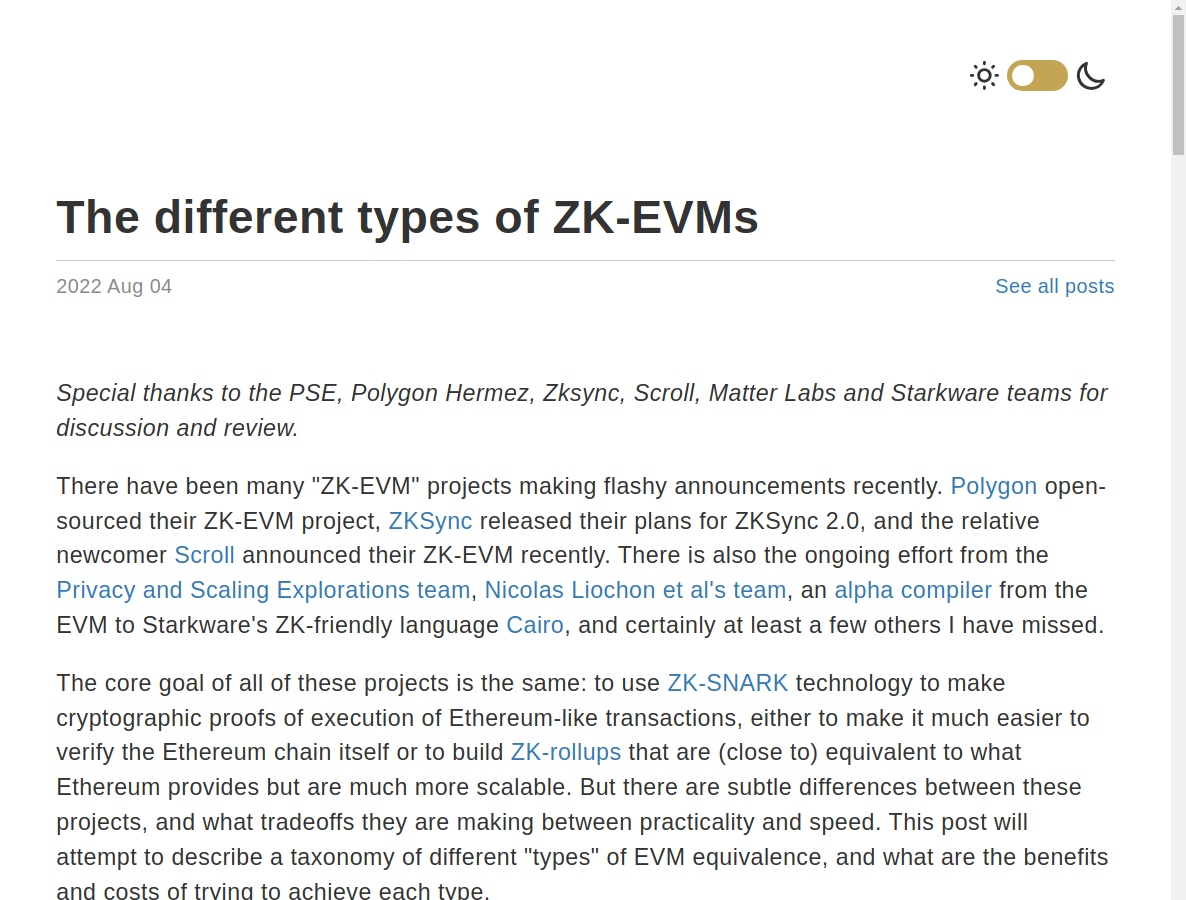 The different types of ZK-EVMs
2022 Aug 04
See all posts
Special thanks to the PSE, Polygon Hermez, Zksync, Scroll, Matter Labs and Starkware teams for
discussion and review.
There have been many "ZK-EVM" projects making flashy announcements recently. Polygon open-
sourced their ZK-EVM project, ZKSync released their plans for ZKSync 2.0, and the relative
newcomer Scroll announced their ZK-EVM recently. There is also the ongoing effort from the
Privacy and Scaling Explorations team, Nicolas Liochon et al's team, an alpha compiler from the
EVM to Starkware's ZK-friendly language Cairo, and certainly at least a few others I have missed.
The core goal of all of these projects is the same: to use ZK-SNARK technology to make
cryptographic proofs of execution of Ethereum-like transactions, either to make it much easier to
verify the Ethereum chain itself or to build ZK-rollups that are (close to) equivalent to what
Ethereum provides but are much more scalable. But there are subtle differences between these
projects, and what tradeoffs they are making between practicality and speed. This post will
attempt to describe a taxonomy of different "types" of EVM equivalence, and what are the benefits
and costs of trying to achieve each type.